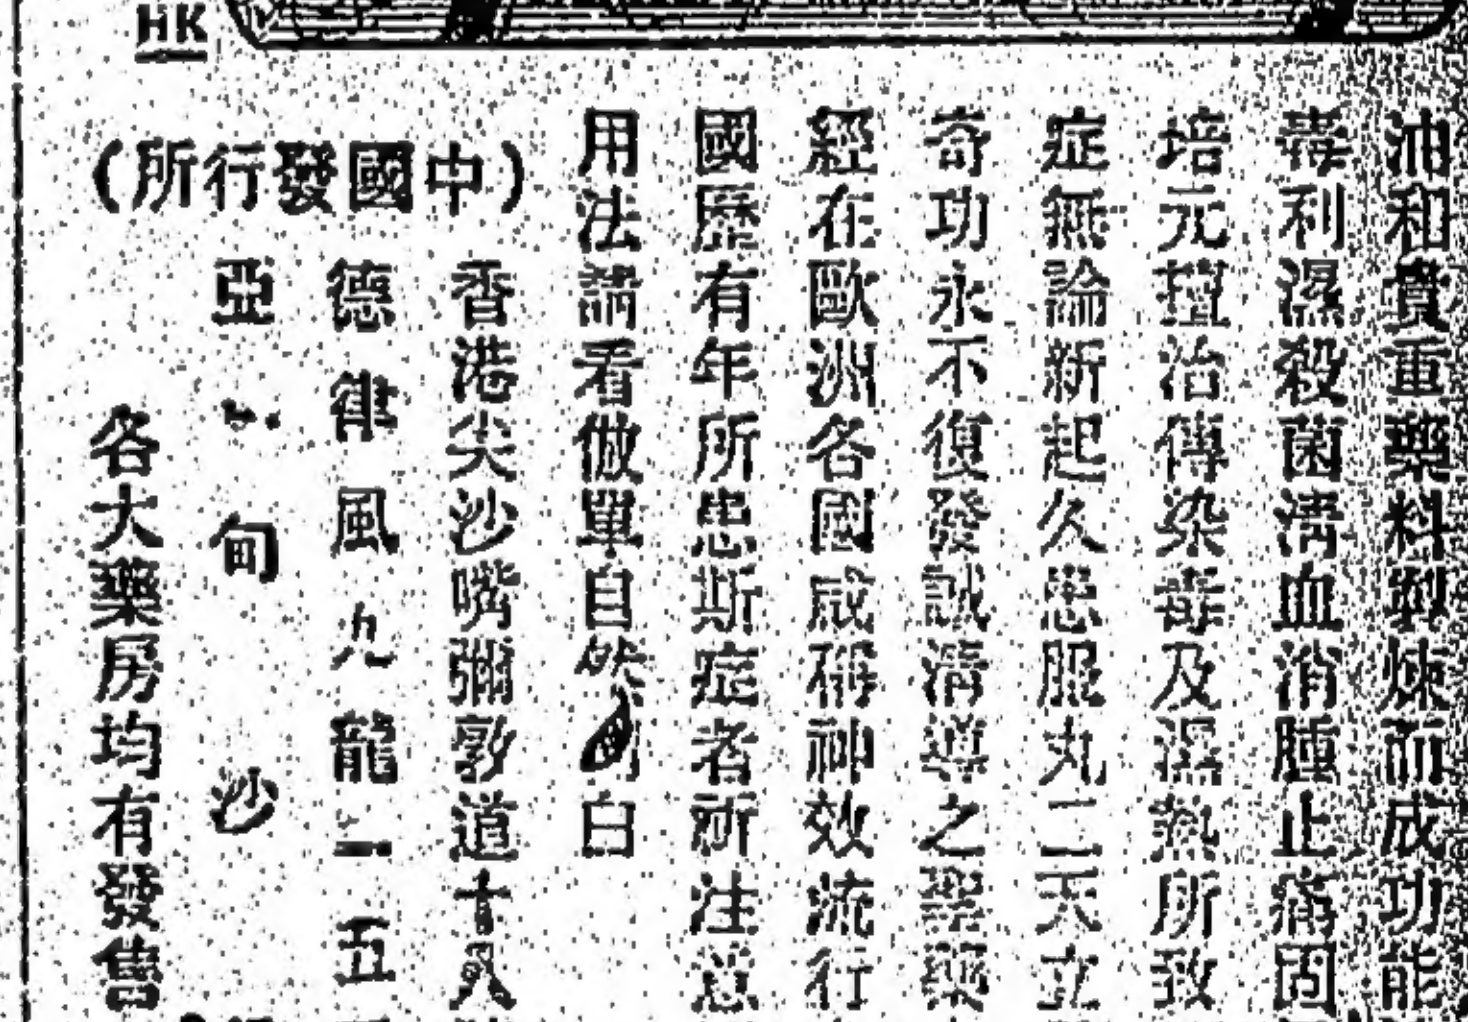 油和貴重藥料製煉而成功能
毒利濕殺菌清血消腫止痛固
培元
治傳染毒及濕熱所致
症無論新起久患服丸二天立
奇功永不復發誠清導之聖藥
經在歐洲各國咸稱神效流行
國歷有年所患斯症者祈注意
用法請看倣單自然明白
(中國發行所)
香港尖沙嘴彌敦道十八
德律風九龍一五
亞甸沙
各大藥房均有發售
HK